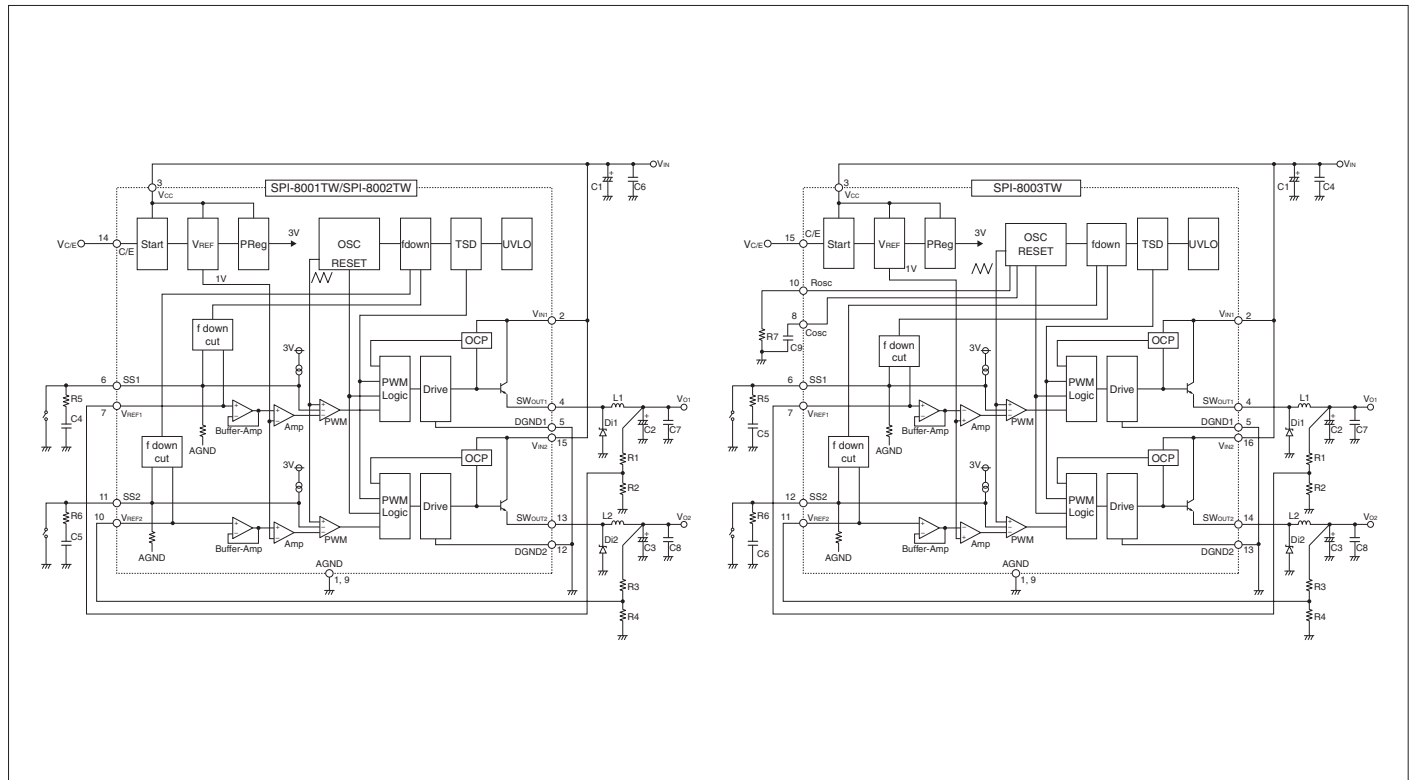 SPI-8001TW/SPI-8002TW
VIN
C1
+
C6
3
VCC
VC/E
14
C/E
Start
VREF
PReg
3V
OSC
RESET
fdown
TSD
UVLO
1V
f down
cut
3V
VIN1
2
OCP
PWM
Logic
Drive
6
SS1
R5
C4
7
VREF1
+
−
Buffer-Amp
+
−
Amp
+
−
PWM
AGND
SWOUT1
4
L1
VO1
Di1
+
C2
C7
DGND1
5
VIN2
15
R1
R2
f down
cut
3V
OCP
PWM
Logic
Drive
11
SS2
R6
C5
10
VREF2
+
−
Buffer-Amp
+
−
Amp
+
−
PWM
AGND
SWOUT2
13
L2
VO2
Di2
+
C3
C8
DGND2
12
AGND
1, 9
R3
R4
SPI-8003TW
VIN
C1
+
C4
3
VCC
VC/E
15
C/E
Start
VREF
PReg
3V
OSC
RESET
fdown
TSD
UVLO
1V
10
Rosc
8
Cosc
R7
C9
f down
cut
3V
VIN1
2
OCP
PWM
Logic
Drive
6
SS1
R5
C5
7
VREF1
+
−
Buffer-Amp
−
+
Amp
+
−
PWM
AGND
SWOUT1
4
L1
VO1
Di1
+
C2
C7
DGND1
5
VIN2
16
R1
R2
f down
cut
3V
OCP
PWM
Logic
Drive
12
SS2
R6
C6
11
VREF2
+
−
Buffer-Amp
−
+
Amp
+
−
PWM
AGND
SWOUT2
14
L2
VO2
Di2
+
C3
C8
DGND2
13
AGND
1, 9
R3
R4